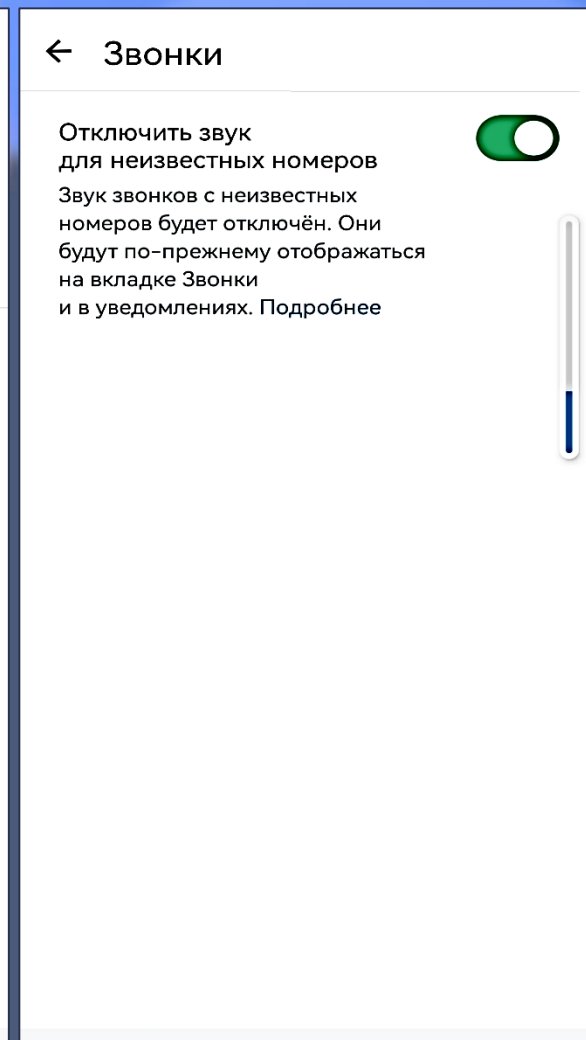 Звонки
Отключить звук
для неизвестных номеров
Звук звонков с неизвестных
номеров будет отключён. Они
будут по-прежнему отображаться
на вкладке Звонки
и в уведомлениях. Подробнее